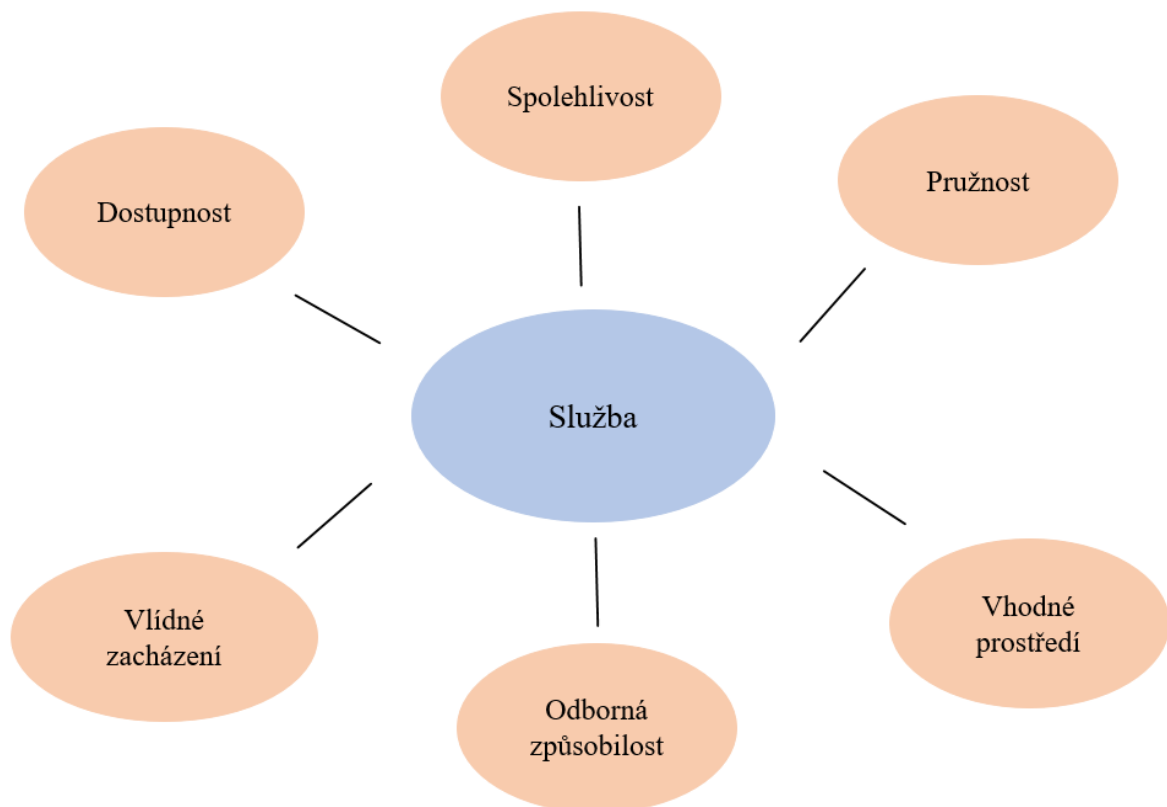 Spolehlivost
Pružnost
Dostupnost
Služba
Vlídné
zacházení
Vhodné
prostředí
Odborná
způsobilost